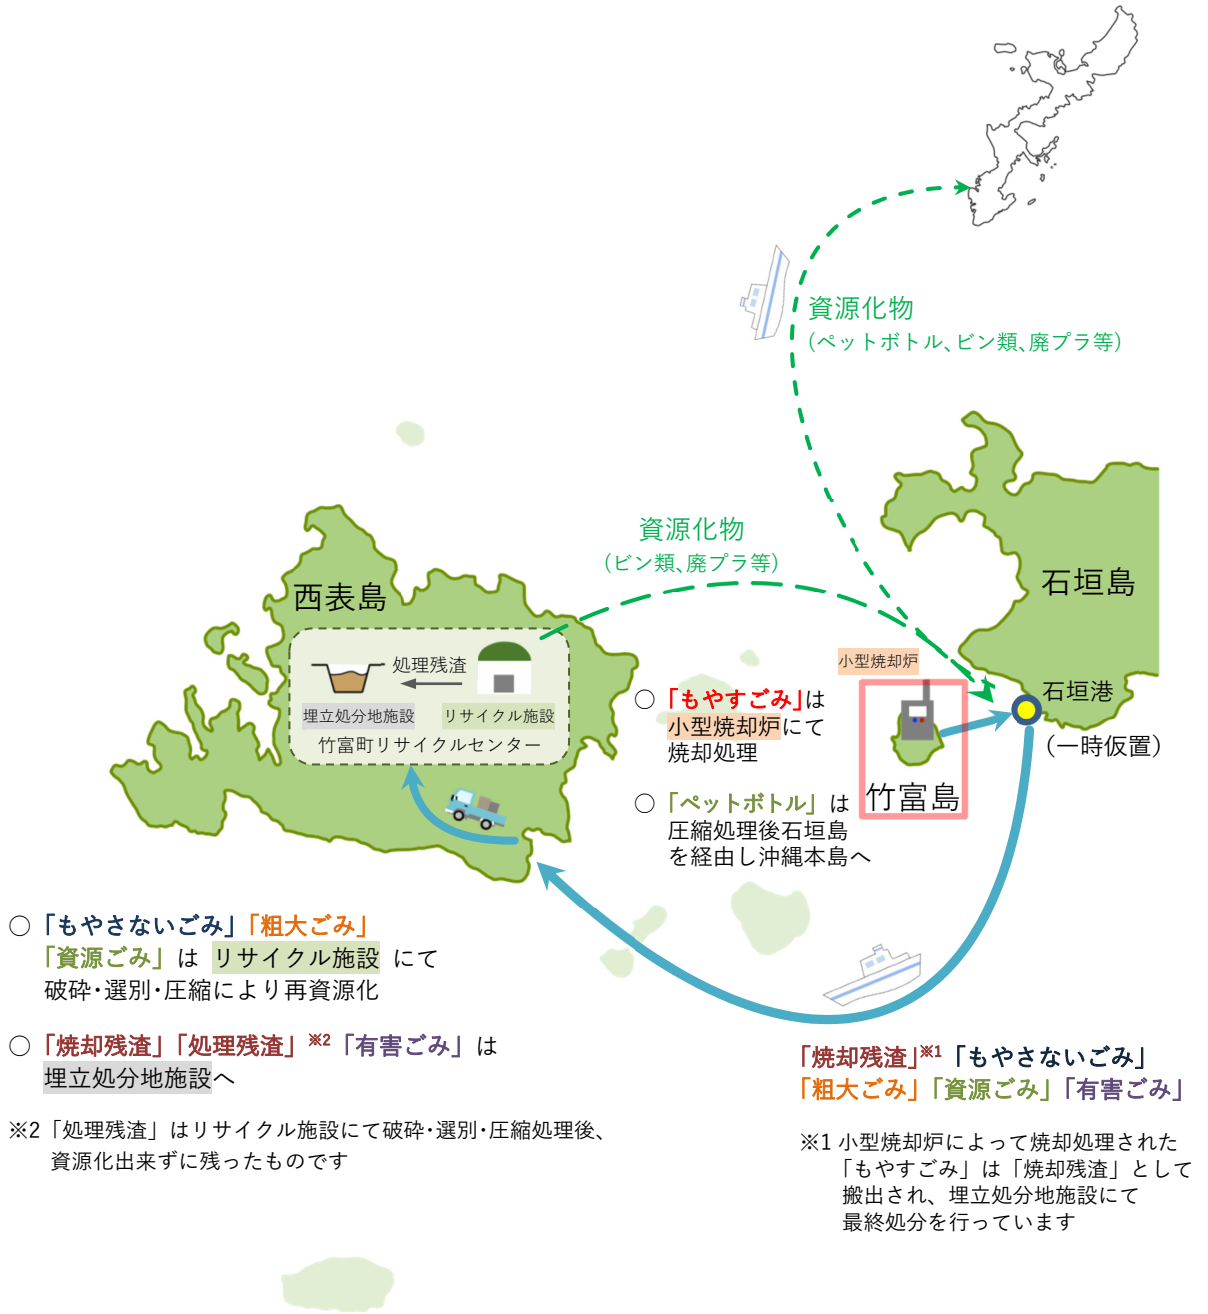 資源化物
(ペットボトル、ビン類、廃プラ等)
資源化物
(ビン類、廃プラ等)
西表島
石垣島
処理残渣
埋立処分地施設
リサイクル施設
竹富町リサイクルセンター
小型焼却炉
石垣港
(一時仮置)
竹富島
○「もやすごみ」は
小型焼却炉にて
焼却処理
○「ペットボトル」は
圧縮処理後石垣島
を経由し沖縄本島へ
○「もやさないごみ」「粗大ごみ」
「資源ごみ」は リサイクル施設 にて
破砕・選別・圧縮により再資源化
○「焼却残渣」「処理残渣」※2「有害ごみ」は
埋立処分地施設へ
※2「処理残渣」はリサイクル施設にて破砕・選別・圧縮処理後、
資源化出来ずに残ったものです
「焼却残渣」※1「もやさないごみ」
「粗大ごみ」「資源ごみ」「有害ごみ」
※1 小型焼却炉によって焼却処理された
「もやすごみ」は「焼却残渣」として
搬出され、埋立処分地施設にて
最終処分を行っています